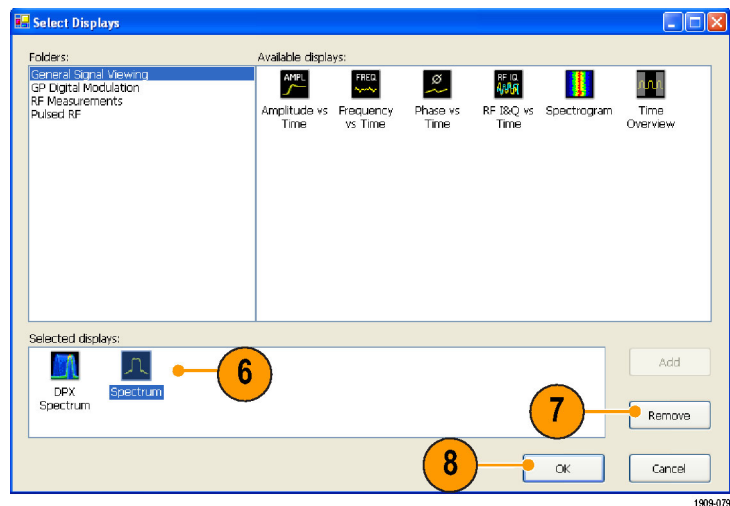 Select Displays
Folders:
General Signal Viewing
GP Digital Modulation
RF Measurements
Pulsed RF
Available displays:
AMPL
FREQ
Ø
RF IQ
Amplitude vs Time
Frequency vs Time
Phase vs Time
RF I&Q vs Time
Spectrogram
Time Overview
Selected displays:
DPX Spectrum
Spectrum
6
Add
7
Remove
8
OK
Cancel
1909-079